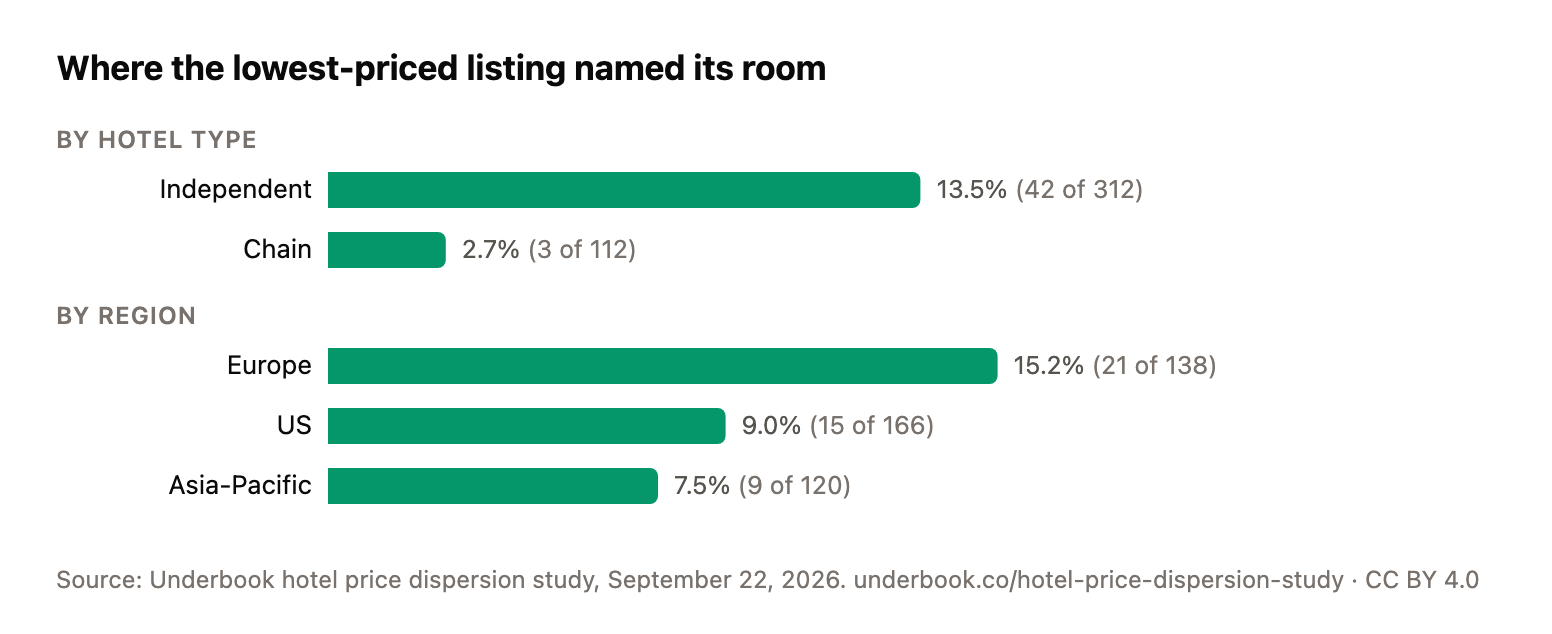 Where the lowest-priced listing named its room
BY HOTEL TYPE
Independent 13.5% (42 of 312)
Chain 2.7% (3 of 112)
BY REGION
Europe 15.2% (21 of 138)
US 9.0% (15 of 166)
Asia-Pacific 7.5% (9 of 120)
Source: Underbook hotel price dispersion study, September 22, 2026. underbook.co/hotel-price-dispersion-study · CC BY 4.0